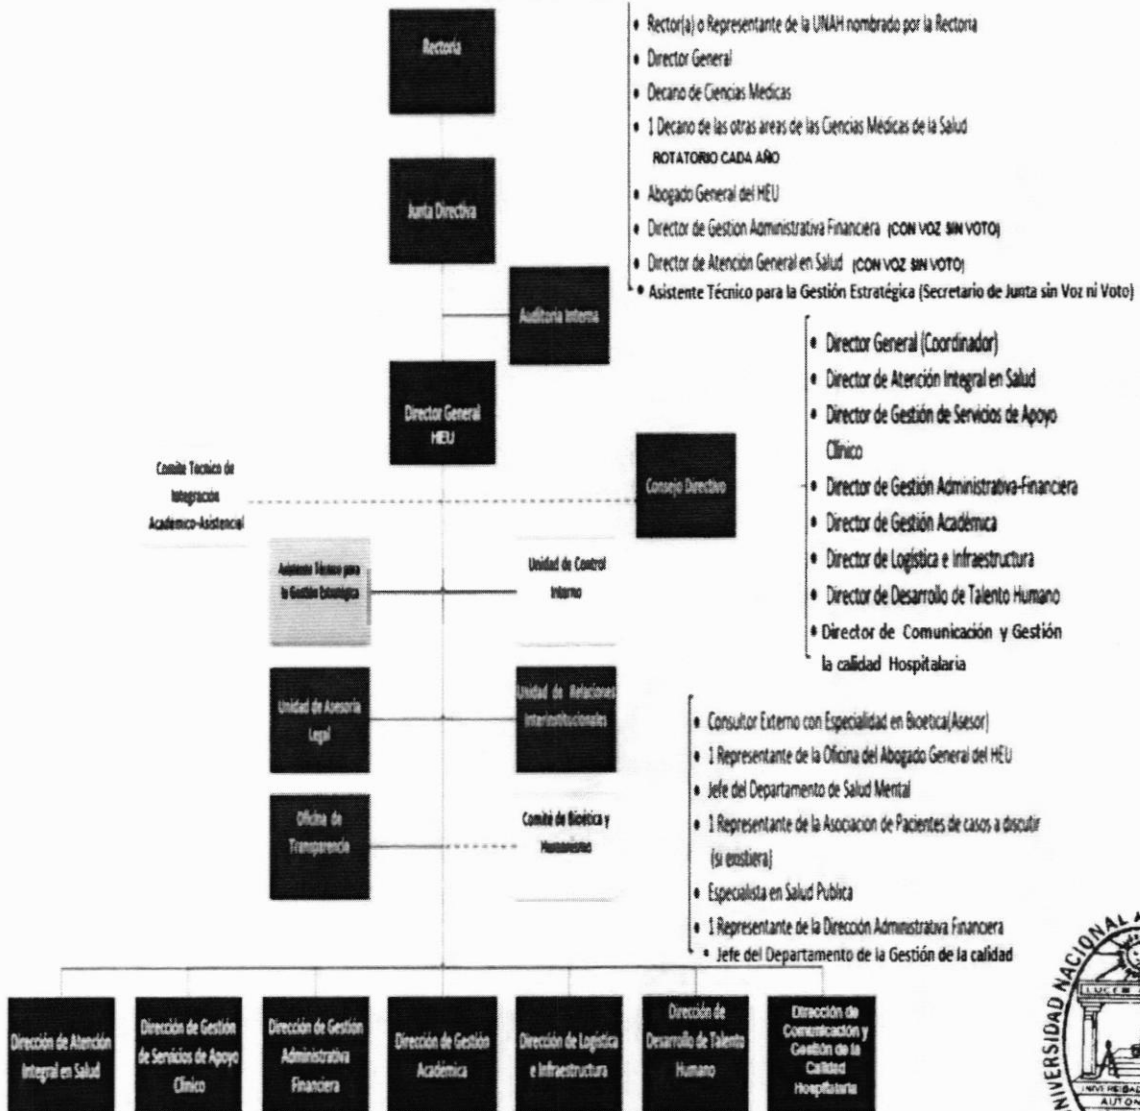 Rectoría
• Rector(a) o Representante de la UNAH nombrado por la Rectoria
• Director General
• Decano de Ciencias Medicas
• 1 Decano de las otras areas de las Ciencias Médicas de la Salud
ROTATORIO CADA AÑO
• Abogado General del HEU
• Director de Gestion Administrativa Financiera (CON VOZ SIN VOTO)
• Director de Atención General en Salud (CON VOZ SIN VOTO)
• Asistente Técnico para la Gestión Estratégica (Secretario de Junta sin Voz ni Voto)
Junta Directiva
Auditoria Interna
Director General
HEU
Consejo Directivo
• Director General (Coordinador)
• Director de Atención Integral en Salud
• Director de Gestión de Servicios de Apoyo
Clínico
• Director de Gestión Administrativa-Financiera
• Director de Gestión Académica
• Director de Logística e Infraestructura
• Director de Desarrollo de Talento Humano
• Director de Comunicación y Gestión
la calidad Hospitalaria
Comité Tecnico de
Integración
Academico-Asistencial
Asistente Técnico para
la Gestión Estratégica
Unidad de Control
Interno
Unidad de Asesoria
Legal
Unidad de Relaciones
Interinstitucionales
Oficina de
Transparencia
Comité de Bioética y
Humanismo
• Consultor Externo con Especialidad en Bioetica(Asesor)
• 1 Representante de la Oficina del Abogado General del HEU
• Jefe del Departamento de Salud Mental
• 1 Representante de la Asociacion de Pacientes de casos a discutir
(si existiera)
• Especialista en Salud Publica
• 1 Representante de la Dirección Administrativa Financiera
• Jefe del Departamento de la Gestión de la calidad
Dirección de Atención
Integral en Salud
Dirección de Gestión
de Servicios de Apoyo
Clínico
Dirección de Gestión
Administrativa
Financiera
Dirección de Gestión
Académica
Dirección de Logística
e Infraestructura
Dirección de
Desarrollo de Talento
Humano
Dirección de
Comunicación y
Gestión de la
Calidad
Hospitalaria
UNIVERSIDAD NACIONAL A
LUCEM